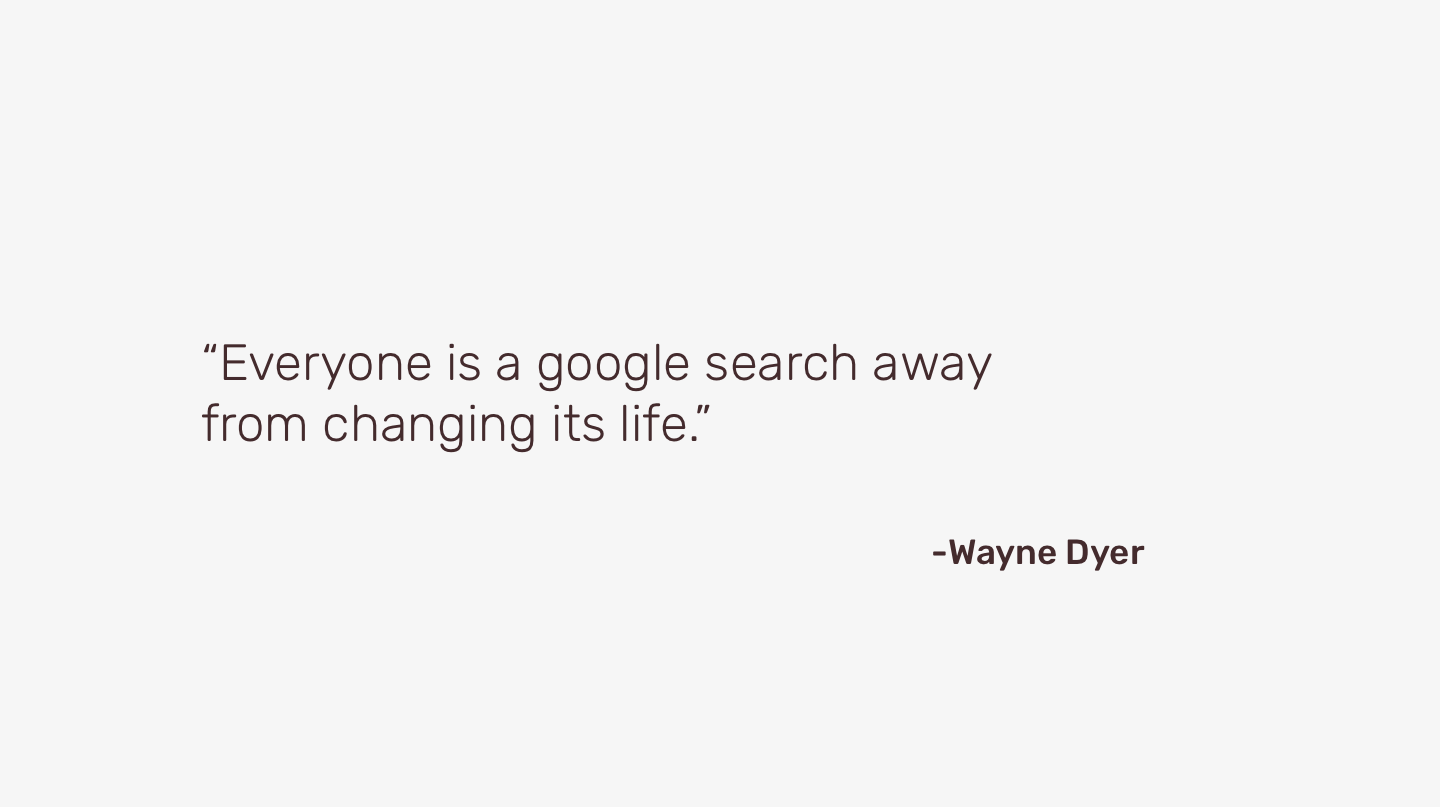 “Everyone is a google search away
from changing its life.”
-Wayne Dyer